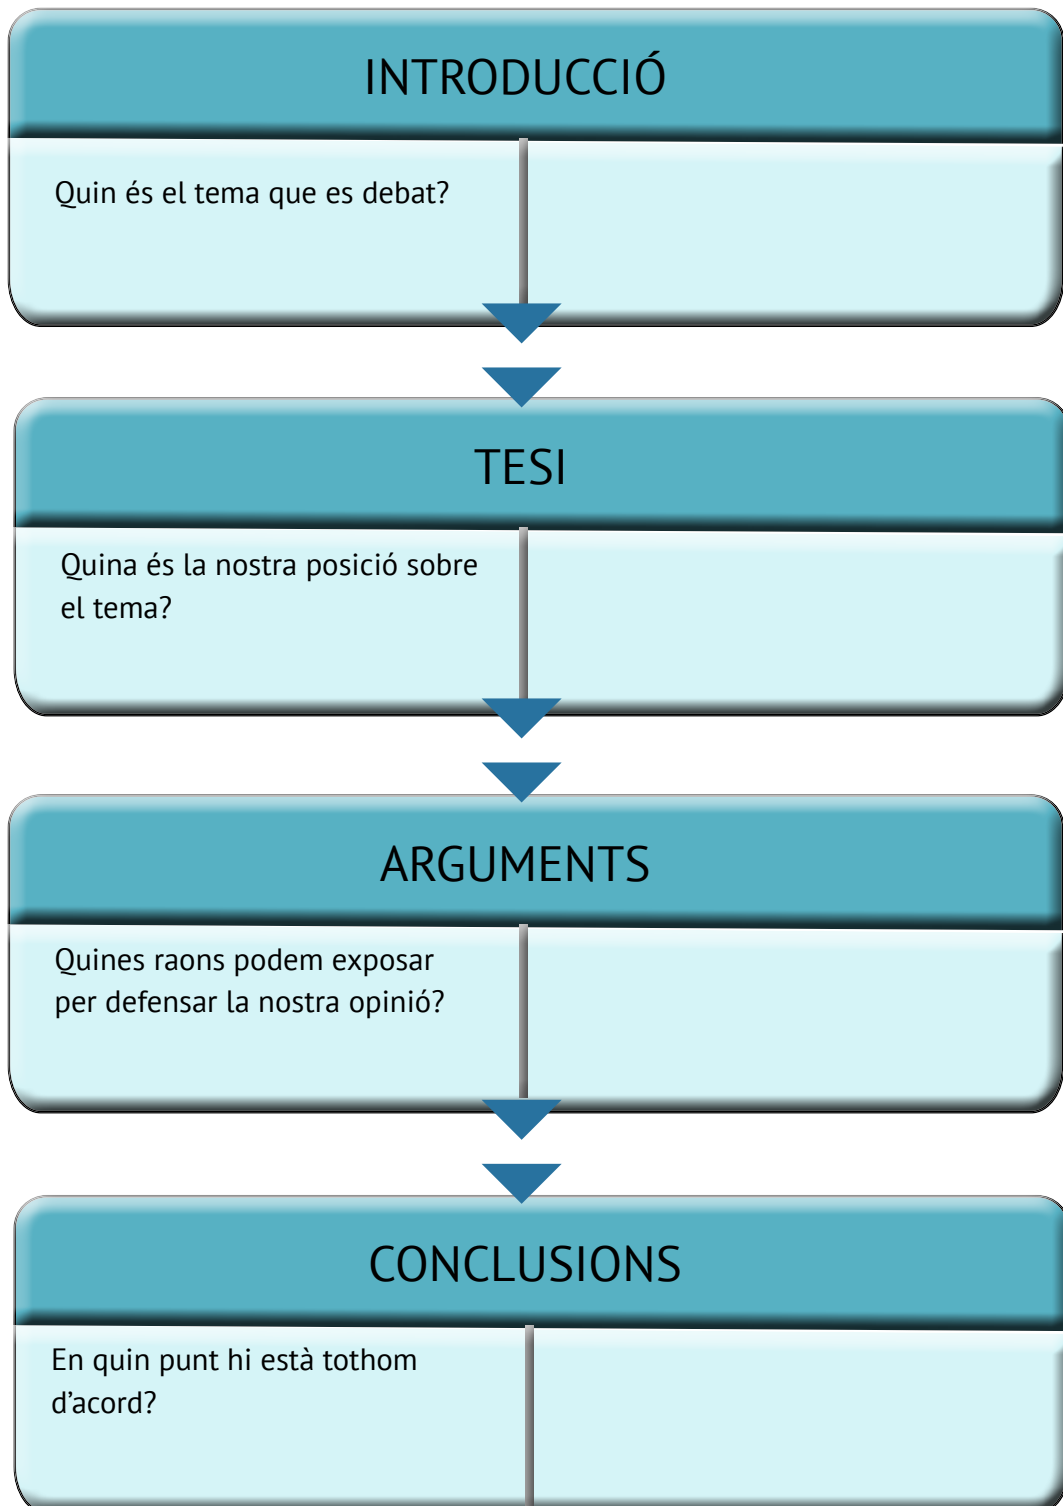 INTRODUCCIÓ
Quin és el tema que es debat?
TESI
Quina és la nostra posició sobre
el tema?
ARGUMENTS
Quines raons podem exposar
per defensar la nostra opinió?
CONCLUSIONS
En quin punt hi està tothom
d’acord?